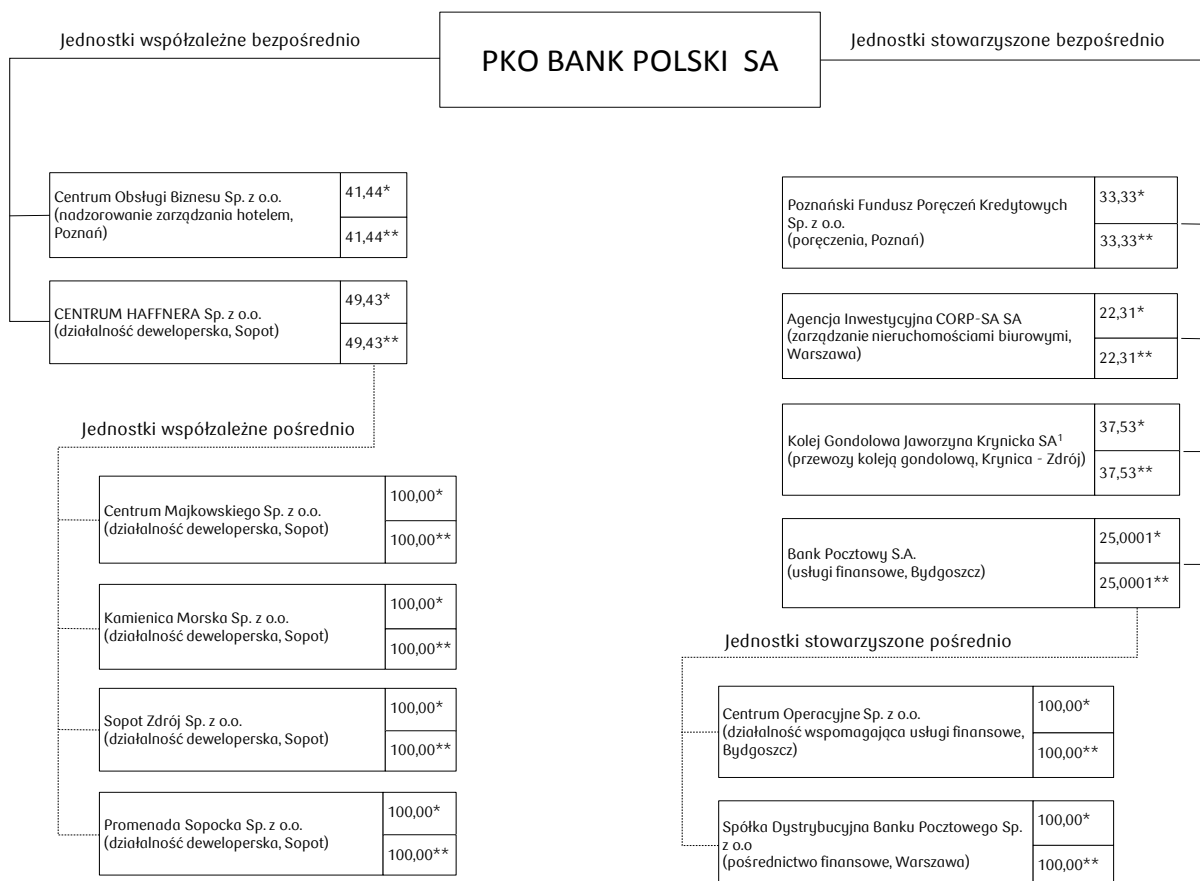 PKO BANK POLSKI SA
Jednostki współzależne bezpośrednio
Centrum Obsługi Biznesu Sp. z o.o.
(nadzorowanie zarządzania hotelem,
Poznań)
41,44*
41,44**
CENTRUM HAFFNERA Sp. z o.o.
(działalność deweloperska, Sopot)
49,43*
49,43**
Jednostki współzależne pośrednio
Centrum Majkowskiego Sp. z o.o.
(działalność deweloperska, Sopot)
100,00*
100,00**
Kamienica Morska Sp. z o.o.
(działalność deweloperska, Sopot)
100,00*
100,00**
Sopot Zdrój Sp. z o.o.
(działalność deweloperska, Sopot)
100,00*
100,00**
Promenada Sopocka Sp. z o.o.
(działalność deweloperska, Sopot)
100,00*
100,00**
Jednostki stowarzyszone bezpośrednio
Poznański Fundusz Poręczeń Kredytowych
Sp. z o.o.
(poręczenia, Poznań)
33,33*
33,33**
Agencja Inwestycyjna CORP-SA SA
(zarządzanie nieruchomościami biurowymi,
Warszawa)
22,31*
22,31**
Kolej Gondolowa Jaworzyna Krynicka SA¹
(przewozy koleją gondolową, Krynica - Zdrój)
37,53*
37,53**
Bank Pocztowy S.A.
(usługi finansowe, Bydgoszcz)
25,0001*
25,0001**
Jednostki stowarzyszone pośrednio
Centrum Operacyjne Sp. z o.o.
(działalność wspomagająca usługi finansowe,
Bydgoszcz)
100,00*
100,00**
Spółka Dystrybucyjna Banku Pocztowego Sp.
z o.o
(pośrednictwo finansowe, Warszawa)
100,00*
100,00**